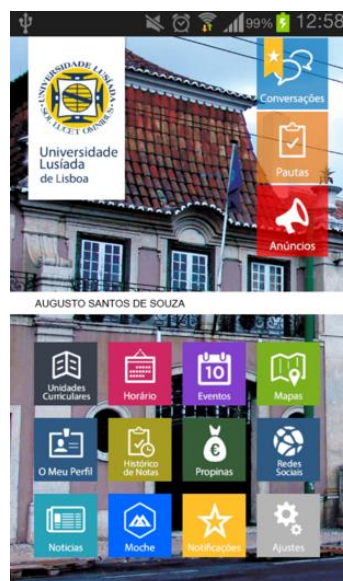 99% 12:58
UNIVERSIDADE LUSÍADA
SOL LUCET OMNIBUS
Universidade
Lusíada
de Lisboa
Conversações
Pautas
Anúncios
AUGUSTO SANTOS DE SOUZA
Unidades
Curriculares
Horário
10
Eventos
Mapas
O Meu Perfil
Histórico
de Notas
€
Propinas
Redes
Sociais
Noticias
Moche
Notificações
Ajustes